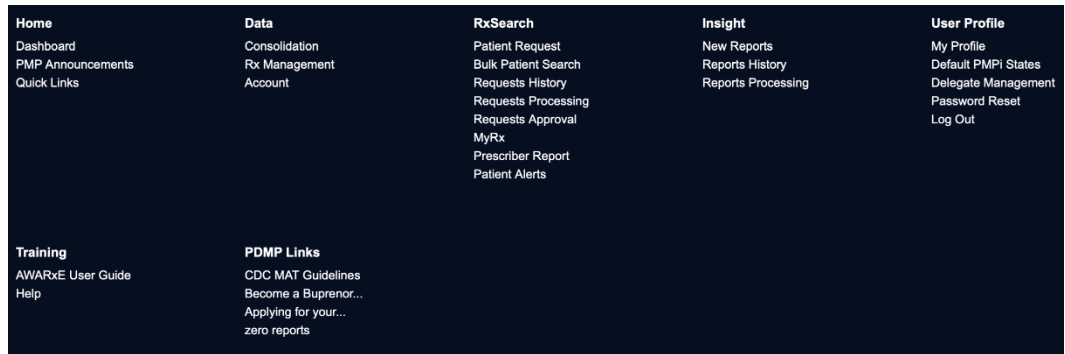 Home
Dashboard
PMP Announcements
Quick Links
Data
Consolidation
Rx Management
Account
RxSearch
Patient Request
Bulk Patient Search
Requests History
Requests Processing
Requests Approval
MyRx
Prescriber Report
Patient Alerts
Insight
New Reports
Reports History
Reports Processing
User Profile
My Profile
Default PMPi States
Delegate Management
Password Reset
Log Out
Training
AWARxE User Guide
Help
PDMP Links
CDC MAT Guidelines
Become a Buprenor...
Applying for your...
zero reports